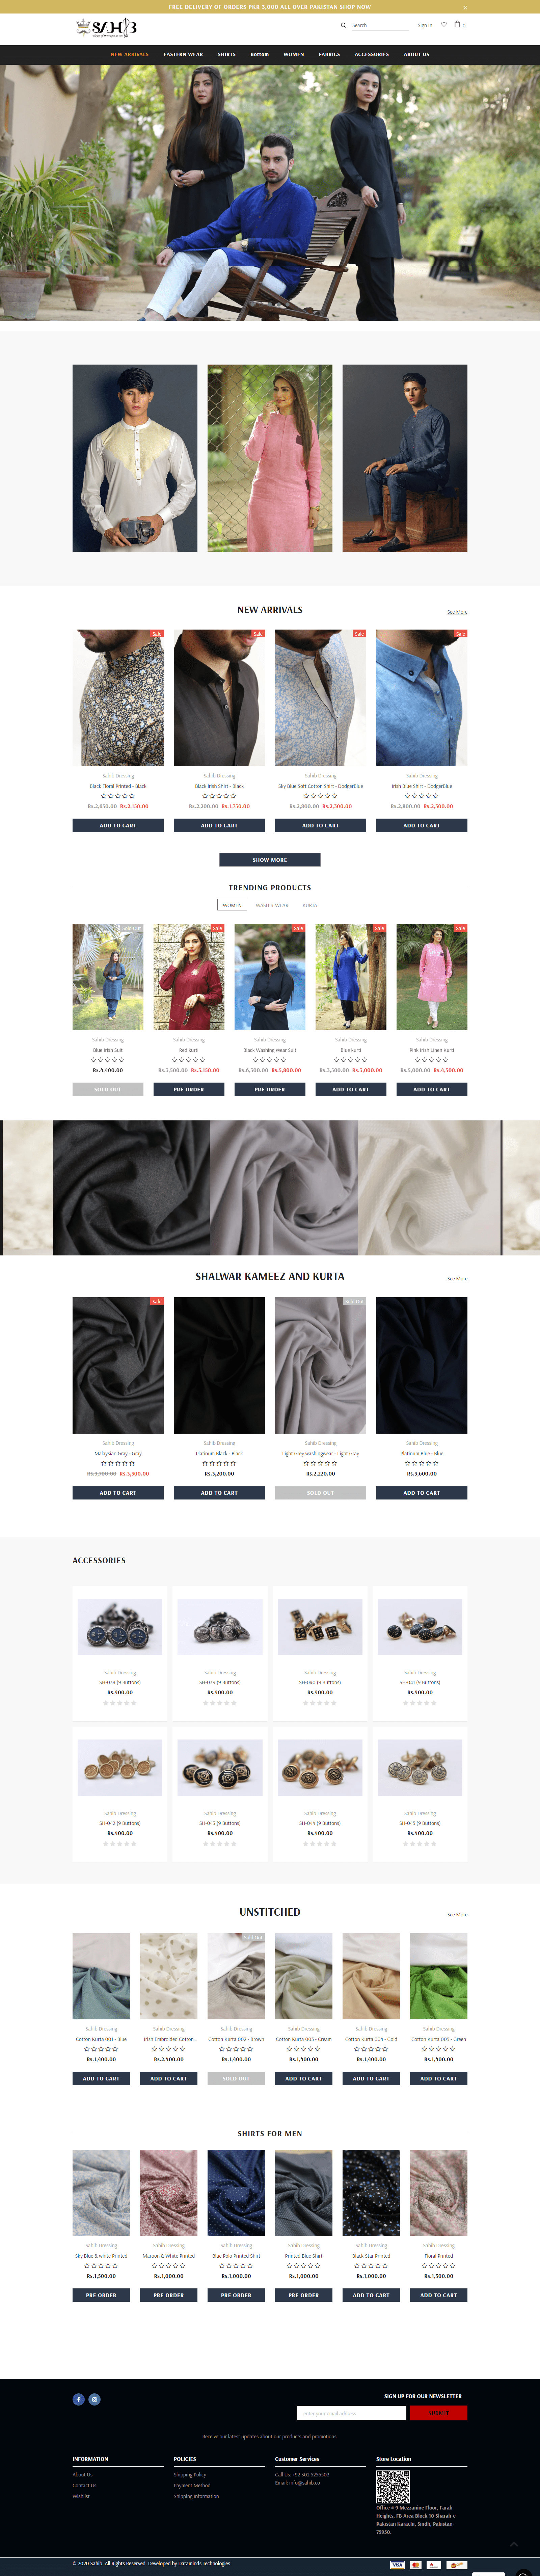 FREE DELIVERY OF ORDERS PKR 3,000 ALL OVER PAKISTAN SHOP NOW
SAHIB
Search
Sign In
0
NEW ARRIVALS EASTERN WEAR SHIRTS Bottom WOMEN FABRICS ACCESSORIES ABOUT US
NEW ARRIVALS
See More
Sale Sale Sale Sale
Sahib Dressing Sahib Dressing Sahib Dressing Sahib Dressing
Black Floral Printed - Black Black Irish Shirt - Black Sky Blue Soft Cotton Shirt - DodgerBlue Irish Blue Shirt - DodgerBlue
Rs.2,650.00 Rs.2,150.00 Rs.2,200.00 Rs.1,750.00 Rs.2,800.00 Rs.2,300.00 Rs.2,800.00 Rs.2,300.00
ADD TO CART ADD TO CART ADD TO CART ADD TO CART
SHOW MORE
TRENDING PRODUCTS
WOMEN WASH & WEAR KURTA
Sold Out Sale Sale Sale Sale
Sahib Dressing Sahib Dressing Sahib Dressing Sahib Dressing Sahib Dressing
Blue Irish Suit Red kurti Black Washing Wear Suit Blue kurti Pink Irish Linen Kurti
Rs.4,400.00 Rs.3,500.00 Rs.3,150.00 Rs.6,300.00 Rs.5,800.00 Rs.3,500.00 Rs.3,000.00 Rs.5,000.00 Rs.4,500.00
SOLD OUT PRE ORDER PRE ORDER ADD TO CART ADD TO CART
SHALWAR KAMEEZ AND KURTA
See More
Sale Sold Out
Sahib Dressing Sahib Dressing Sahib Dressing Sahib Dressing
Malaysian Gray - Gray Platinum Black - Black Light Grey washingwear - Light Gray Platinum Blue - Blue
Rs.3,700.00 Rs.3,300.00 Rs.3,200.00 Rs.2,220.00 Rs.3,600.00
ADD TO CART ADD TO CART SOLD OUT ADD TO CART
ACCESSORIES
Sahib Dressing Sahib Dressing Sahib Dressing Sahib Dressing
SH-038 (9 Buttons) SH-039 (9 Buttons) SH-040 (9 Buttons) SH-041 (9 Buttons)
Rs.400.00 Rs.400.00 Rs.400.00 Rs.400.00
Sahib Dressing Sahib Dressing Sahib Dressing Sahib Dressing
SH-042 (9 Buttons) SH-043 (9 Buttons) SH-044 (9 Buttons) SH-045 (9 Buttons)
Rs.400.00 Rs.400.00 Rs.400.00 Rs.400.00
UNSTITCHED
See More
Sold Out
Sahib Dressing Sahib Dressing Sahib Dressing Sahib Dressing Sahib Dressing Sahib Dressing
Cotton Kurta 001 - Blue Irish Embroided Cotton... Cotton Kurta 002 - Brown Cotton Kurta 003 - Cream Cotton Kurta 004 - Gold Cotton Kurta 005 - Green
Rs.1,400.00 Rs.2,400.00 Rs.1,400.00 Rs.1,400.00 Rs.1,400.00 Rs.1,400.00
ADD TO CART ADD TO CART SOLD OUT ADD TO CART ADD TO CART ADD TO CART
SHIRTS FOR MEN
Sahib Dressing Sahib Dressing Sahib Dressing Sahib Dressing Sahib Dressing Sahib Dressing
Sky Blue & white Printed Maroon & White Printed Blue Polo Printed Shirt Printed Blue Shirt Black Star Printed Floral Printed
Rs.1,500.00 Rs.1,000.00 Rs.1,000.00 Rs.1,000.00 Rs.1,000.00 Rs.1,500.00
PRE ORDER PRE ORDER PRE ORDER PRE ORDER ADD TO CART ADD TO CART
SIGN UP FOR OUR NEWSLETTER
enter your email address
SUBMIT
Receive our latest updates about our products and promotions
INFORMATION POLICIES Customer Services Store Location
About Us Shipping Policy Call Us: +92 302 5256502
Contact Us Payment Method Email: info@sahib.co
Wishlist Shipping Information
Office # 9 Mezzanine Floor, Farah
Heights, FB Area Block 10 Sharah-e-
Pakistan Karachi, Sindh, Pakistan-
75950.
© 2020 Sahib. All Rights Reserved. Developed by Dataminds Technologies
VISA